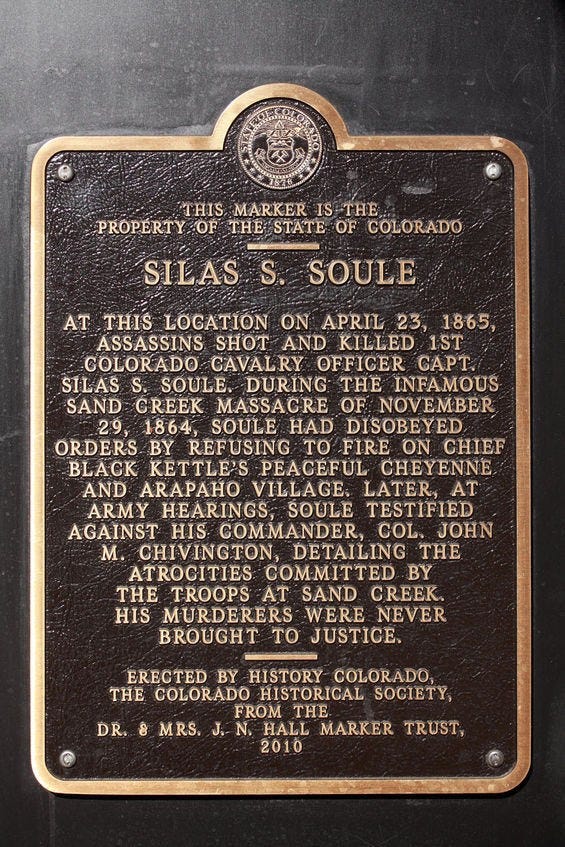 STATE OF COLORADO
1876
THIS MARKER IS THE
PROPERTY OF THE STATE OF COLORADO
SILAS S. SOULE
AT THIS LOCATION ON APRIL 23, 1865,
ASSASSINS SHOT AND KILLED 1ST
COLORADO CAVALRY OFFICER CAPT.
SILAS S. SOULE. DURING THE INFAMOUS
SAND CREEK MASSACRE OF NOVEMBER
29, 1864, SOULE HAD DISOBEYED
ORDERS BY REFUSING TO FIRE ON CHIEF
BLACK KETTLE'S PEACEFUL CHEYENNE
AND ARAPAHO VILLAGE. LATER, AT
ARMY HEARINGS, SOULE TESTIFIED
AGAINST HIS COMMANDER, COL. JOHN
M. CHIVINGTON, DETAILING THE
ATROCITIES COMMITTED BY
THE TROOPS AT SAND CREEK.
HIS MURDERERS WERE NEVER
BROUGHT TO JUSTICE.
ERECTED BY HISTORY COLORADO,
THE COLORADO HISTORICAL SOCIETY,
FROM THE
DR. & MRS. J. N. HALL MARKER TRUST,
2010